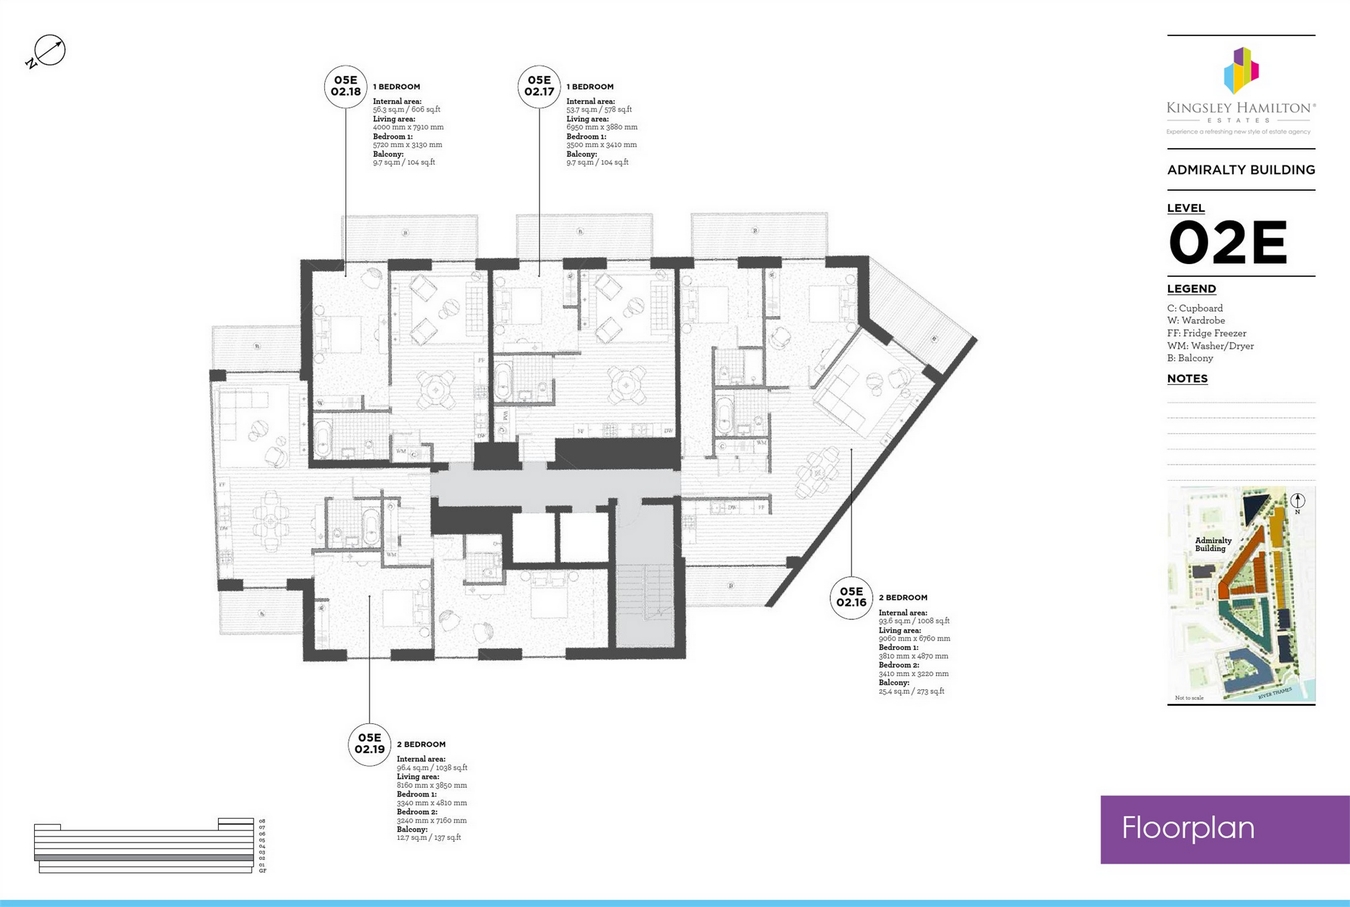 N
05E
02.18
1 BEDROOM
Internal area:
56.3 sq.m / 606 sq.ft
Living area:
4000 mm x 7910 mm
Bedroom 1:
5720 mm x 3130 mm
Balcony:
9.7 sq.m / 104 sq.ft
05E
02.17
1 BEDROOM
Internal area:
53.7 sq.m / 578 sq.ft
Living area:
6950 mm x 3880 mm
Bedroom 1:
3500 mm x 3410 mm
Balcony:
9.7 sq.m / 104 sq.ft
B
B
B
B
B
FF
WM
DW
WM
FF
DW
WM
FF
DW
WM
DW
FF
B
B
05E
02.16
2 BEDROOM
Internal area:
93.6 sq.m / 1008 sq.ft
Living area:
9060 mm x 6760 mm
Bedroom 1:
3810 mm x 4870 mm
Bedroom 2:
3410 mm x 3220 mm
Balcony:
25.4 sq.m / 273 sq.ft
05E
02.19
2 BEDROOM
Internal area:
96.4 sq.m / 1038 sq.ft
Living area:
8160 mm x 3850 mm
Bedroom 1:
3340 mm x 4810 mm
Bedroom 2:
3240 mm x 7160 mm
Balcony:
12.7 sq.m / 137 sq.ft
08
07
06
05
04
03
02
01
GF
KINGSLEY HAMILTON®
ESTATES
Experience a refreshing new style of estate agency
ADMIRALTY BUILDING
LEVEL
02E
LEGEND
C: Cupboard
W: Wardrobe
FF: Fridge Freezer
WM: Washer/Dryer
B: Balcony
NOTES
N
Admiralty
Building
Not to scale
RIVER THAMES
Floorplan